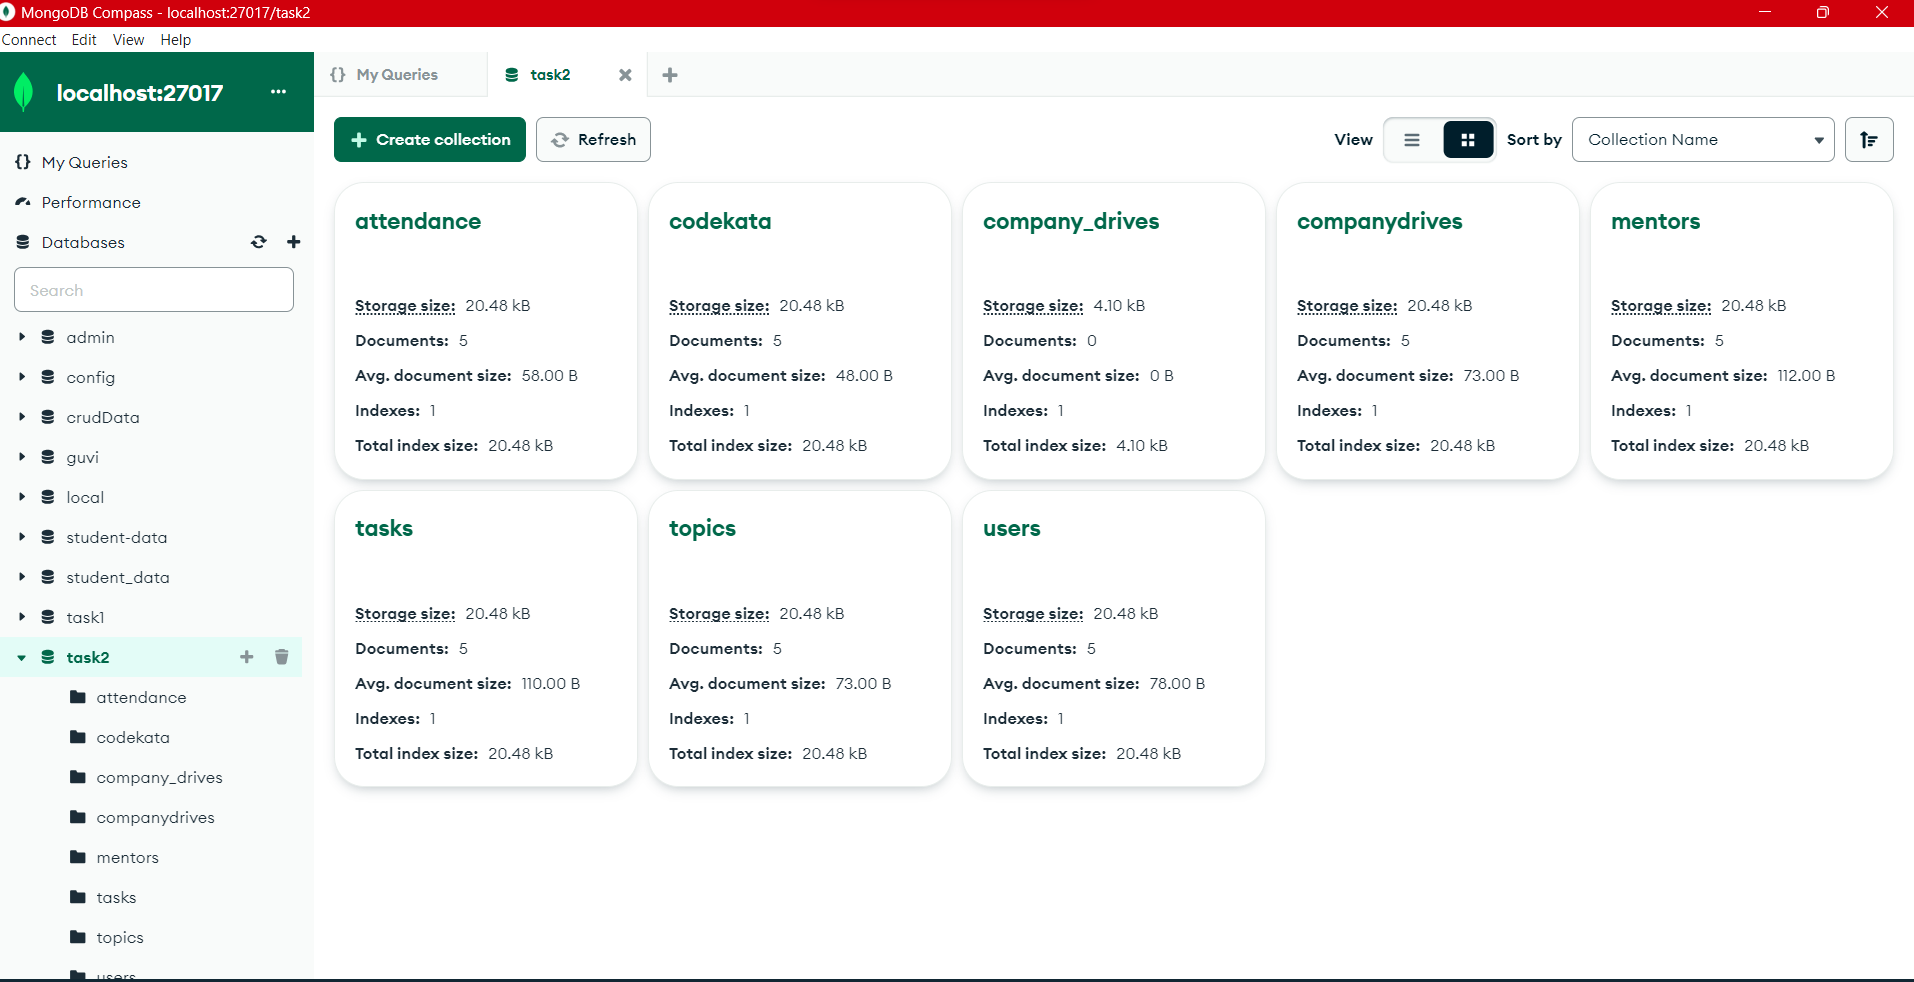 MongoDB Compass - localhost:27017/task2
Connect Edit View Help
localhost:27017 ...
{} My Queries
Performance
Databases
Search
admin
config
crudData
guvi
local
student-data
student_data
task1
task2
attendance
codekata
company_drives
companydrives
mentors
tasks
topics
users
{} My Queries
task2
Create collection
Refresh
View
Sort by
Collection Name
attendance
Storage size: 20.48 kB
Documents: 5
Avg. document size: 58.00 B
Indexes: 1
Total index size: 20.48 kB
codekata
Storage size: 20.48 kB
Documents: 5
Avg. document size: 48.00 B
Indexes: 1
Total index size: 20.48 kB
company_drives
Storage size: 4.10 kB
Documents: 0
Avg. document size: 0 B
Indexes: 1
Total index size: 4.10 kB
companydrives
Storage size: 20.48 kB
Documents: 5
Avg. document size: 73.00 B
Indexes: 1
Total index size: 20.48 kB
mentors
Storage size: 20.48 kB
Documents: 5
Avg. document size: 112.00 B
Indexes: 1
Total index size: 20.48 kB
tasks
Storage size: 20.48 kB
Documents: 5
Avg. document size: 110.00 B
Indexes: 1
Total index size: 20.48 kB
topics
Storage size: 20.48 kB
Documents: 5
Avg. document size: 73.00 B
Indexes: 1
Total index size: 20.48 kB
users
Storage size: 20.48 kB
Documents: 5
Avg. document size: 78.00 B
Indexes: 1
Total index size: 20.48 kB